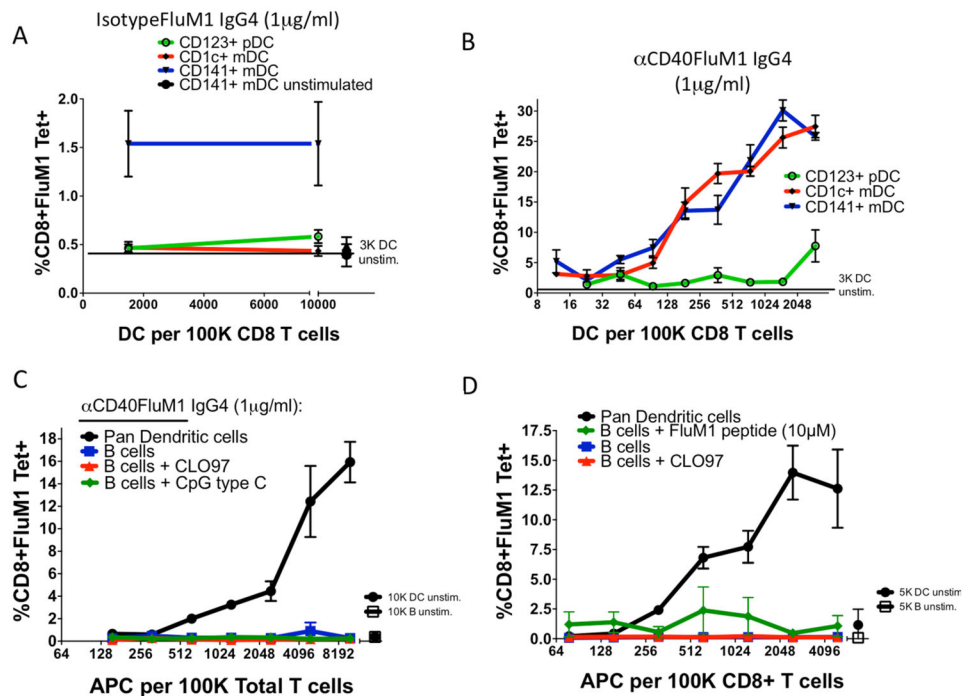 A
IsotypeFluM1 IgG4 (1µg/ml)
CD123+ pDC
CD1c+ mDC
CD141+ mDC
CD141+ mDC unstimulated
%CD8+FluM1 Tet+
2.0
1.5
1.0
0.5
0.0
3K DC
unstim.
0 2000 4000 6000 10000
DC per 100K CD8 T cells
B
αCD40FluM1 IgG4
(1µg/ml)
%CD8+FluM1 Tet+
30
25
20
15
10
5
0
CD123+ pDC
CD1c+ mDC
CD141+ mDC
3K DC
unstim.
8 16 32 64 128 256 512 1024 2048
DC per 100K CD8 T cells
C
αCD40FluM1 IgG4 (1µg/ml):
Pan Dendritic cells
B cells
B cells + CLO97
B cells + CpG type C
%CD8+FluM1 Tet+
18
16
14
12
10
8
6
4
2
0
10K DC unstim.
10K B unstim.
64 128 256 512 1024 2048 4096 8192
APC per 100K Total T cells
D
Pan Dendritic cells
B cells + FluM1 peptide (10µM)
B cells
B cells + CLO97
%CD8+FluM1 Tet+
17.5
15.0
12.5
10.0
7.5
5.0
2.5
0.0
5K DC unstim
5K B unstim.
64 128 256 512 1024 2048 4096
APC per 100K CD8+ T cells